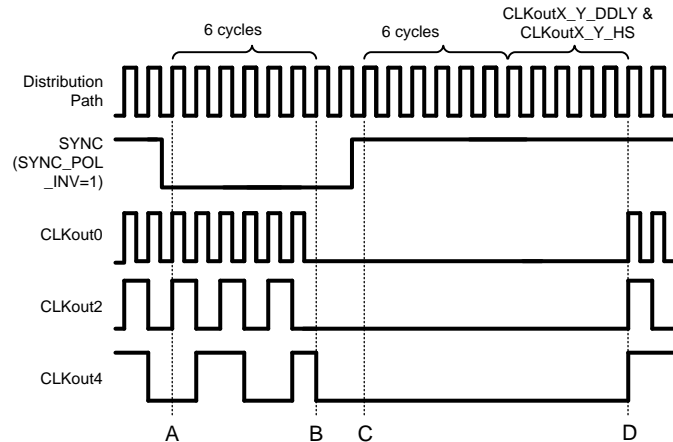 CLKoutX_Y_DDLY &
CLKoutX_Y_HS
6 cycles
6 cycles
Distribution
Path
SYNC
(SYNC_POL
_INV=1)
CLKout0
CLKout2
CLKout4
A
B
C
D